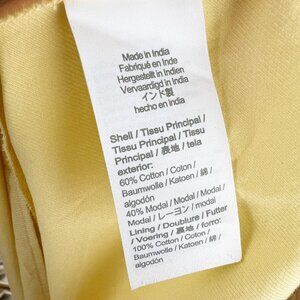 Made in India
Fabriqué en Inde
Hergestellt in Indien
Vervaardigd in India
インド製
hecho en india
Shell / Tissu Principal /
Tissu Principal / Tissu
Principal / 表地 / tela
exterior:
60% Cotton / Coton /
Baumwolle / Katoen / 綿 /
algodón
40% Modal / Modal / Modal /
Modal / レーヨン / modal
Lining / Doublure / Futter
/ Voering / 裏地 / forro:
100% Cotton / Coton /
Baumwolle / Katoen / 綿 /
algodón